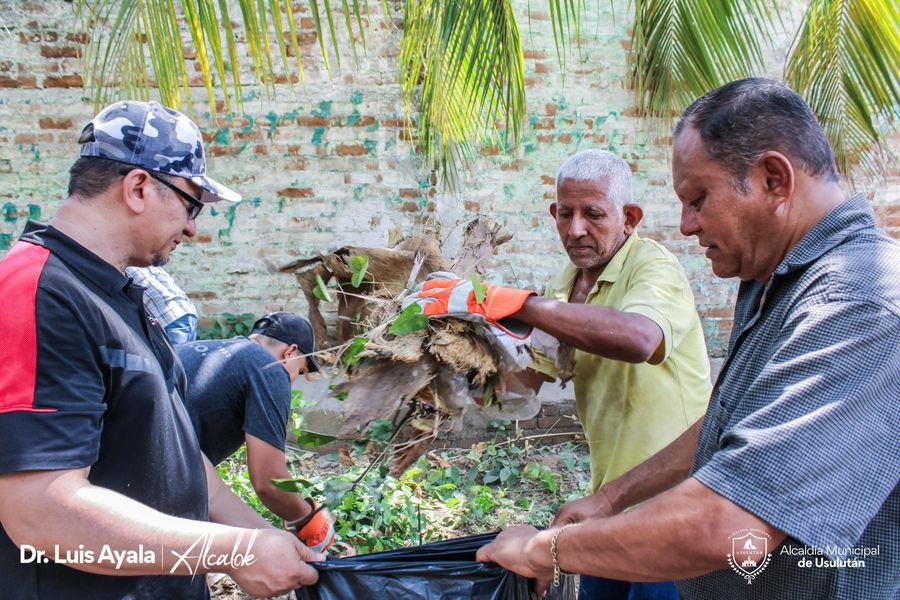 Dr. Luis Ayala | Alcalde
Alcaldía Municipal
de Usulután